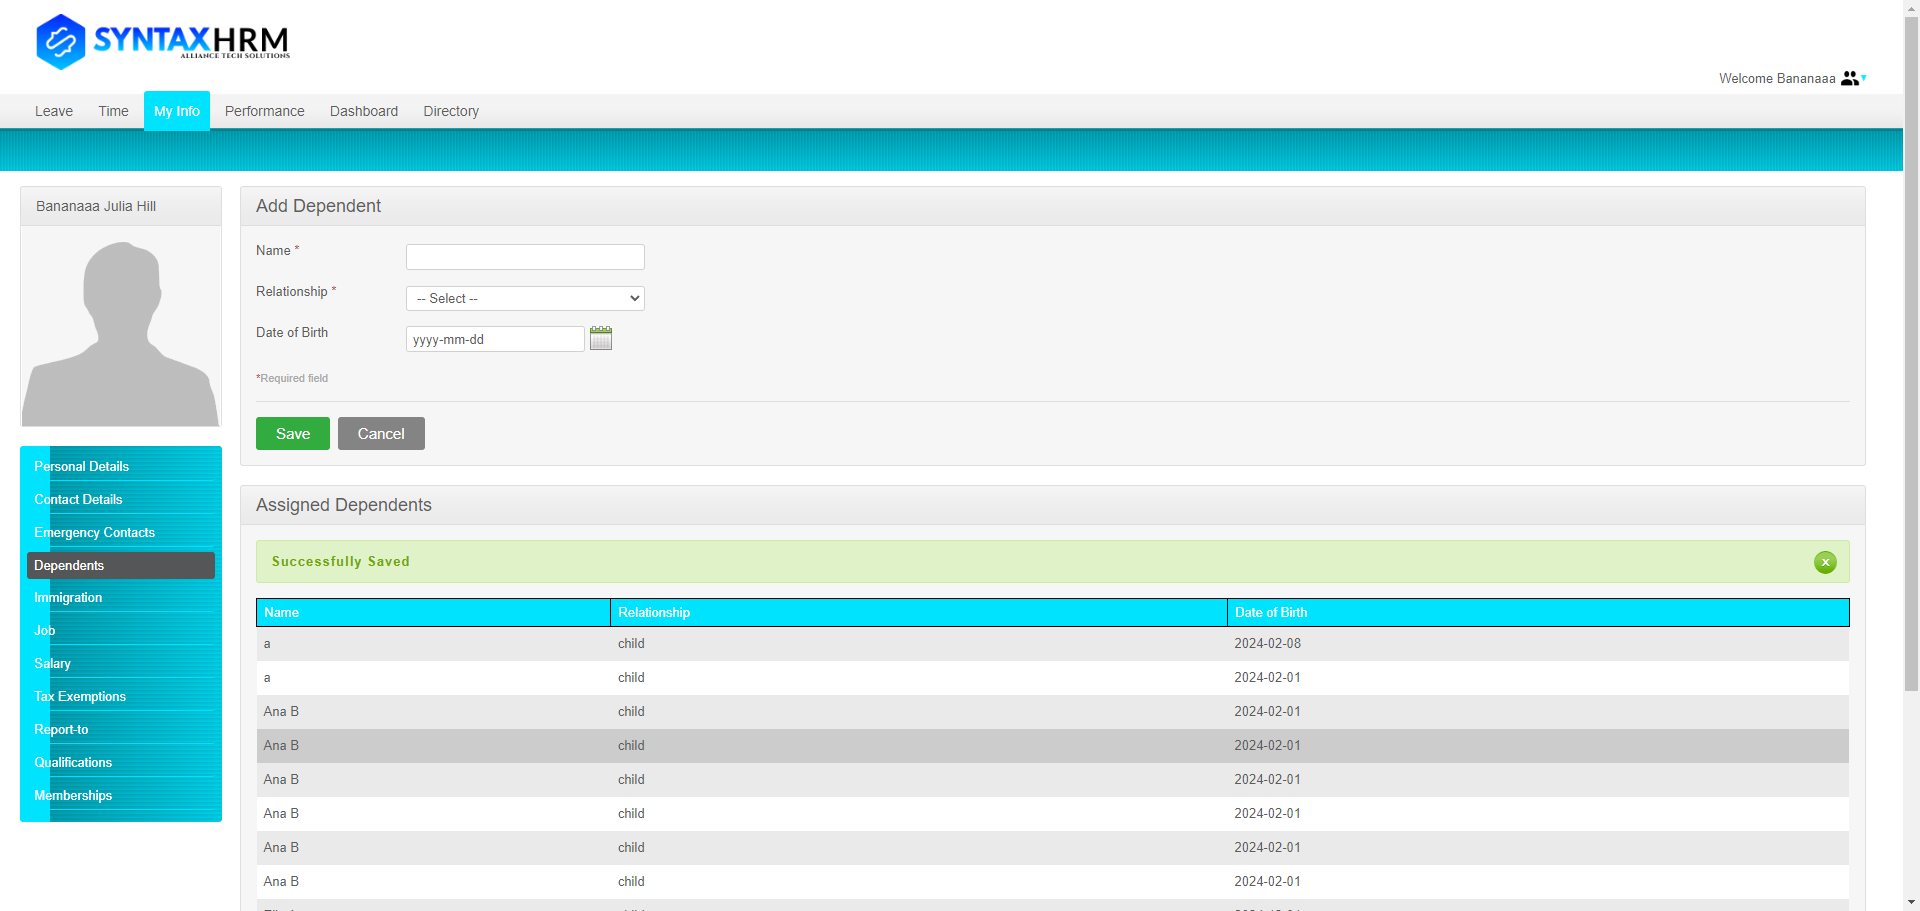 SYNTAXHRM
ALLIANCE TECH SOLUTIONS
Welcome Bananaaa
Leave Time My Info Performance Dashboard Directory
Bananaaa Julia Hill
Personal Details
Contact Details
Emergency Contacts
Dependents
Immigration
Job
Salary
Tax Exemptions
Report-to
Qualifications
Memberships
Add Dependent
Name *
Relationship *
-- Select --
Date of Birth
yyyy-mm-dd
*Required field
Save Cancel
Assigned Dependents
Successfully Saved
x
Name Relationship Date of Birth
a child 2024-02-08
a child 2024-02-01
Ana B child 2024-02-01
Ana B child 2024-02-01
Ana B child 2024-02-01
Ana B child 2024-02-01
Ana B child 2024-02-01
Ana B child 2024-02-01